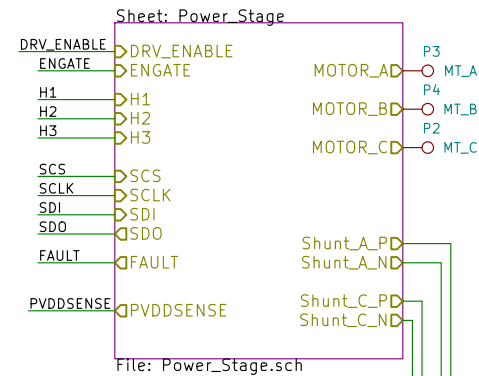 Sheet: Power_Stage
DRV_ENABLE DRV_ENABLE P3
ENGATE ENGATE MOTOR_A MT_A
P4
H1 H1
H2 H2 MOTOR_B MT_B
P2
H3 H3 MOTOR_C MT_C
SCS SCS
SCLK SCLK
SDI SDI
SDO SDO Shunt_A_P
FAULT FAULT Shunt_A_N
PVDDSENSE PVDDSENSE Shunt_C_P
Shunt_C_N
File: Power_Stage.sch